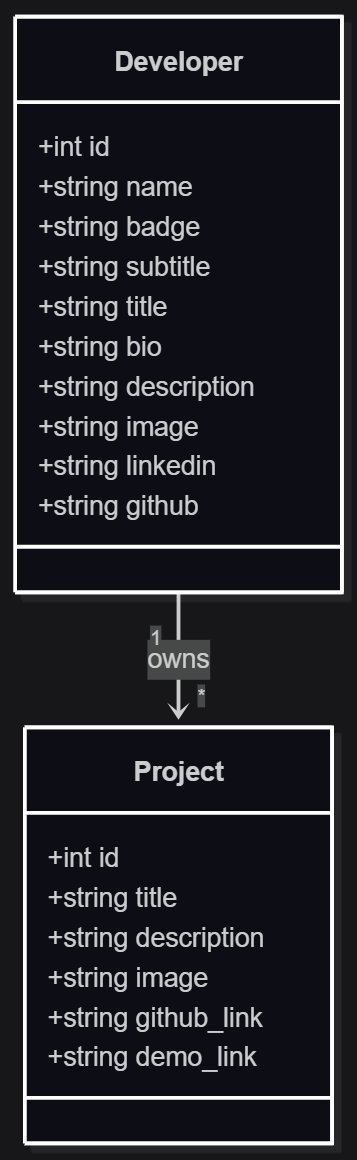 Developer
+int id
+string name
+string badge
+string subtitle
+string title
+string bio
+string description
+string image
+string linkedin
+string github
1
owns
*
Project
+int id
+string title
+string description
+string image
+string github_link
+string demo_link